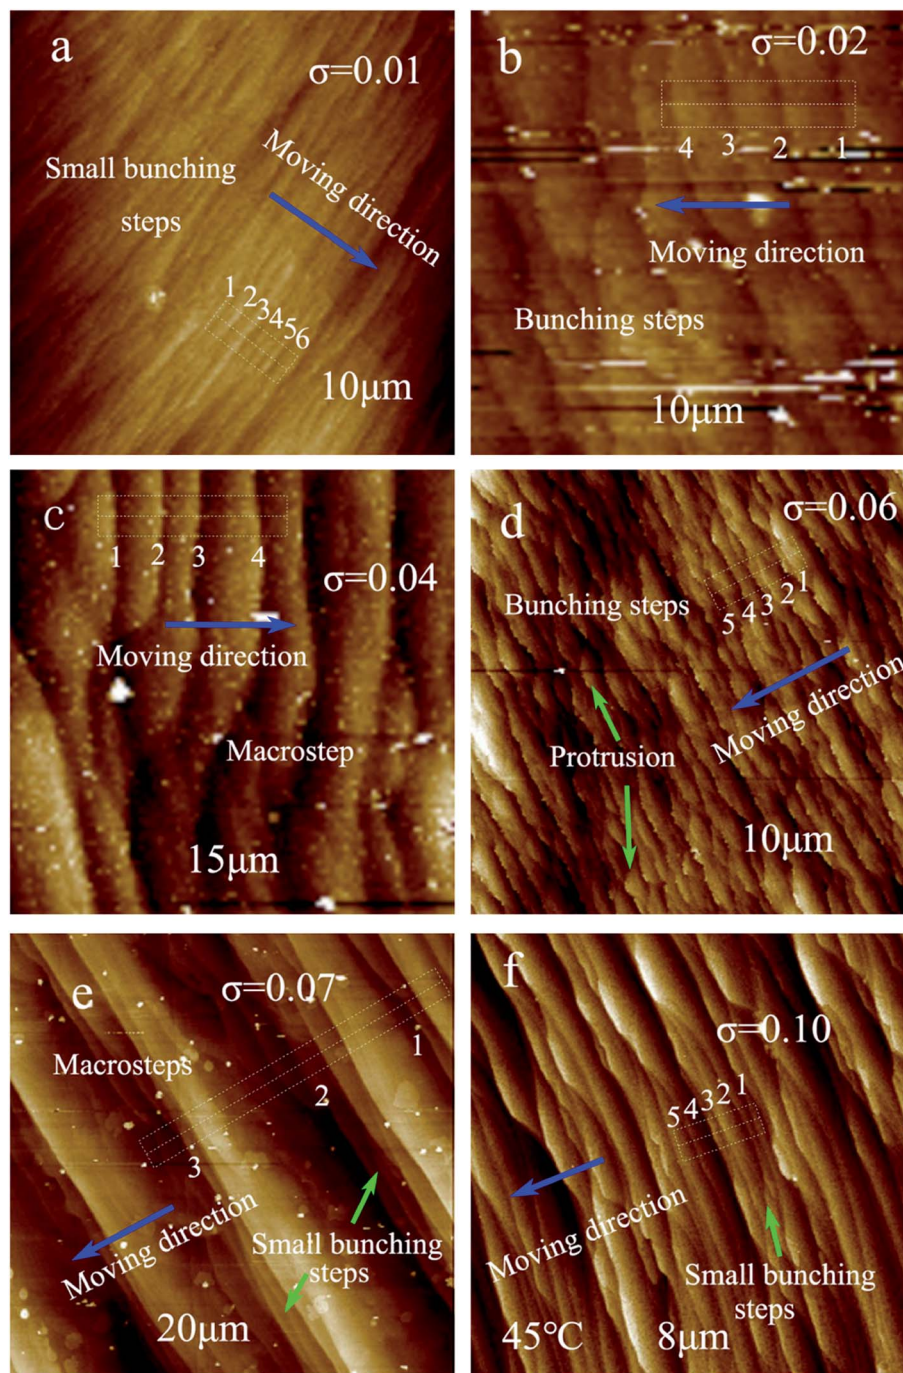 a
σ=0.01
Small bunching
steps
Moving direction
1 2 3 4 5 6
10μm
b
σ=0.02
4 3 2 1
Moving direction
Bunching steps
10μm
c
1 2 3 4
σ=0.04
Moving direction
Macrostep
15μm
d
σ=0.06
Bunching steps
5 4 3 2 1
Moving direction
Protrusion
10μm
e
σ=0.07
Macrosteps
1
2
3
Moving direction
Small bunching
steps
20μm
f
σ=0.10
5 4 3 2 1
Moving direction
Small bunching
steps
45℃
8μm